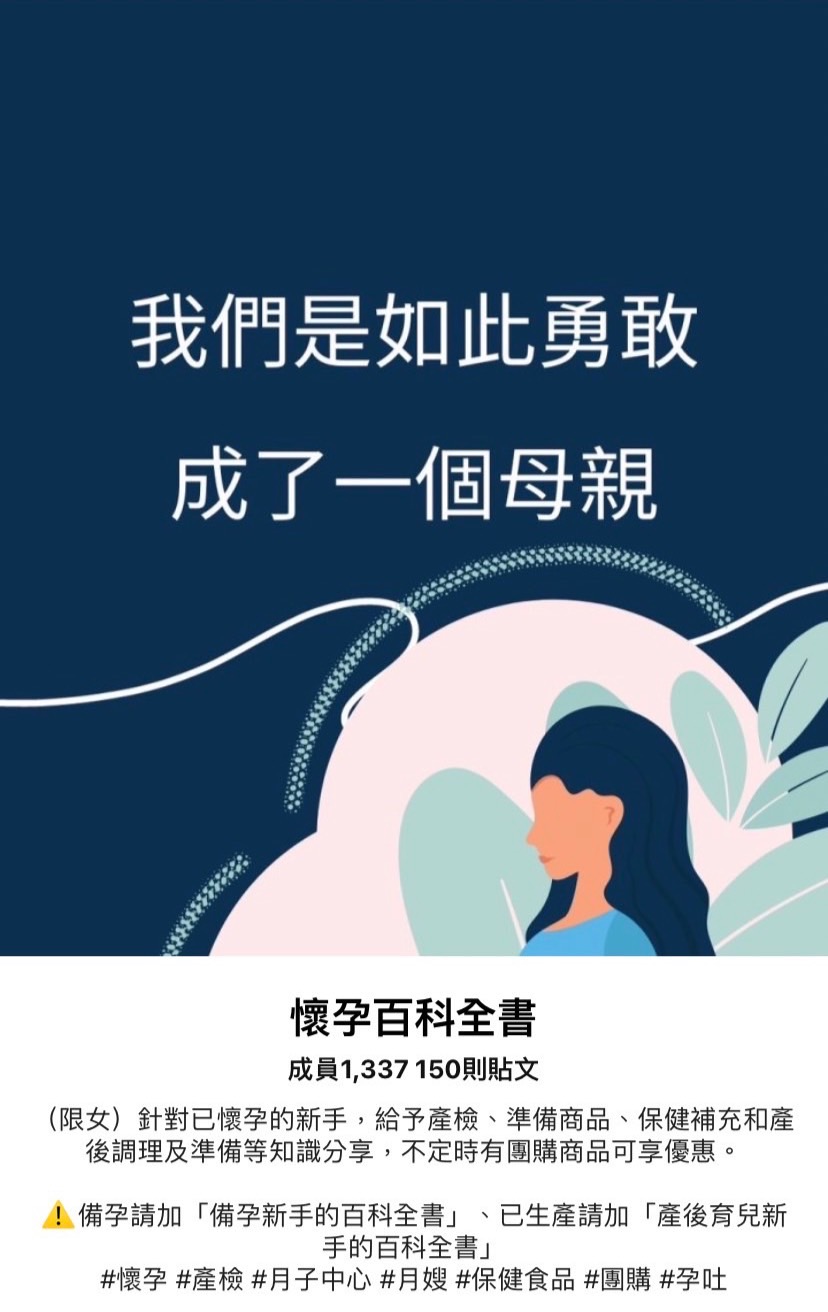 我們是如此勇敢
成了一個母親
懷孕百科全書
成員1,337 150則貼文
（限女）針對已懷孕的新手，給予產檢、準備商品、保健補充和產
後調理及準備等知識分享，不定時有團購商品可享優惠。
⚠️備孕請加「備孕新手的百科全書」、已生產請加「產後育兒新
手的百科全書」
#懷孕 #產檢 #月子中心 #月嫂 #保健食品 #團購 #孕吐